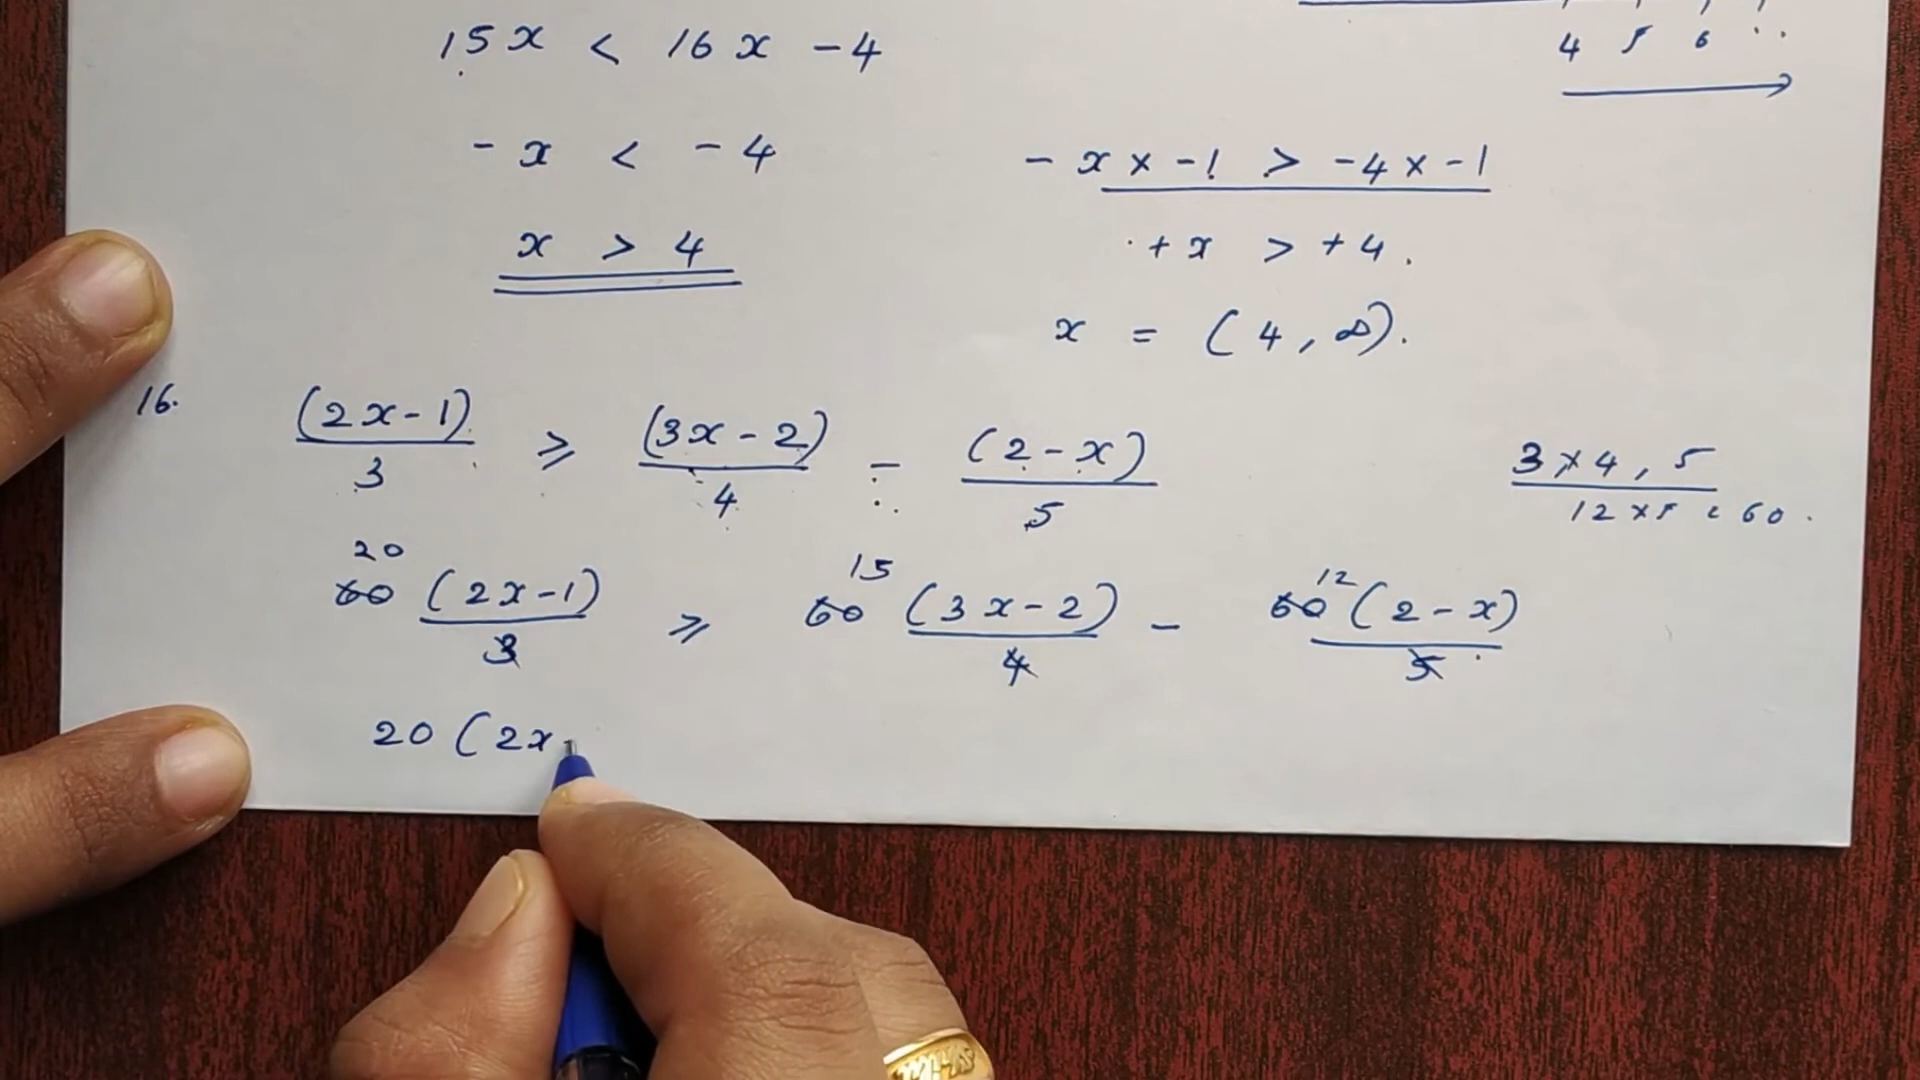 4 5 6 . .
15x < 16x - 4
- x < - 4
- x × -1 > -4 × -1
x > 4
+ x > + 4 .
x = (4, ∞).
16. (2x-1)/3 ≥ (3x-2)/4 - (2-x)/5
3 × 4, 5
12 × 5 = 60 .
20 15 12
60 (2x-1)/3 ≥ 60 (3x-2)/4 - 60 (2-x)/5
20 (2x -